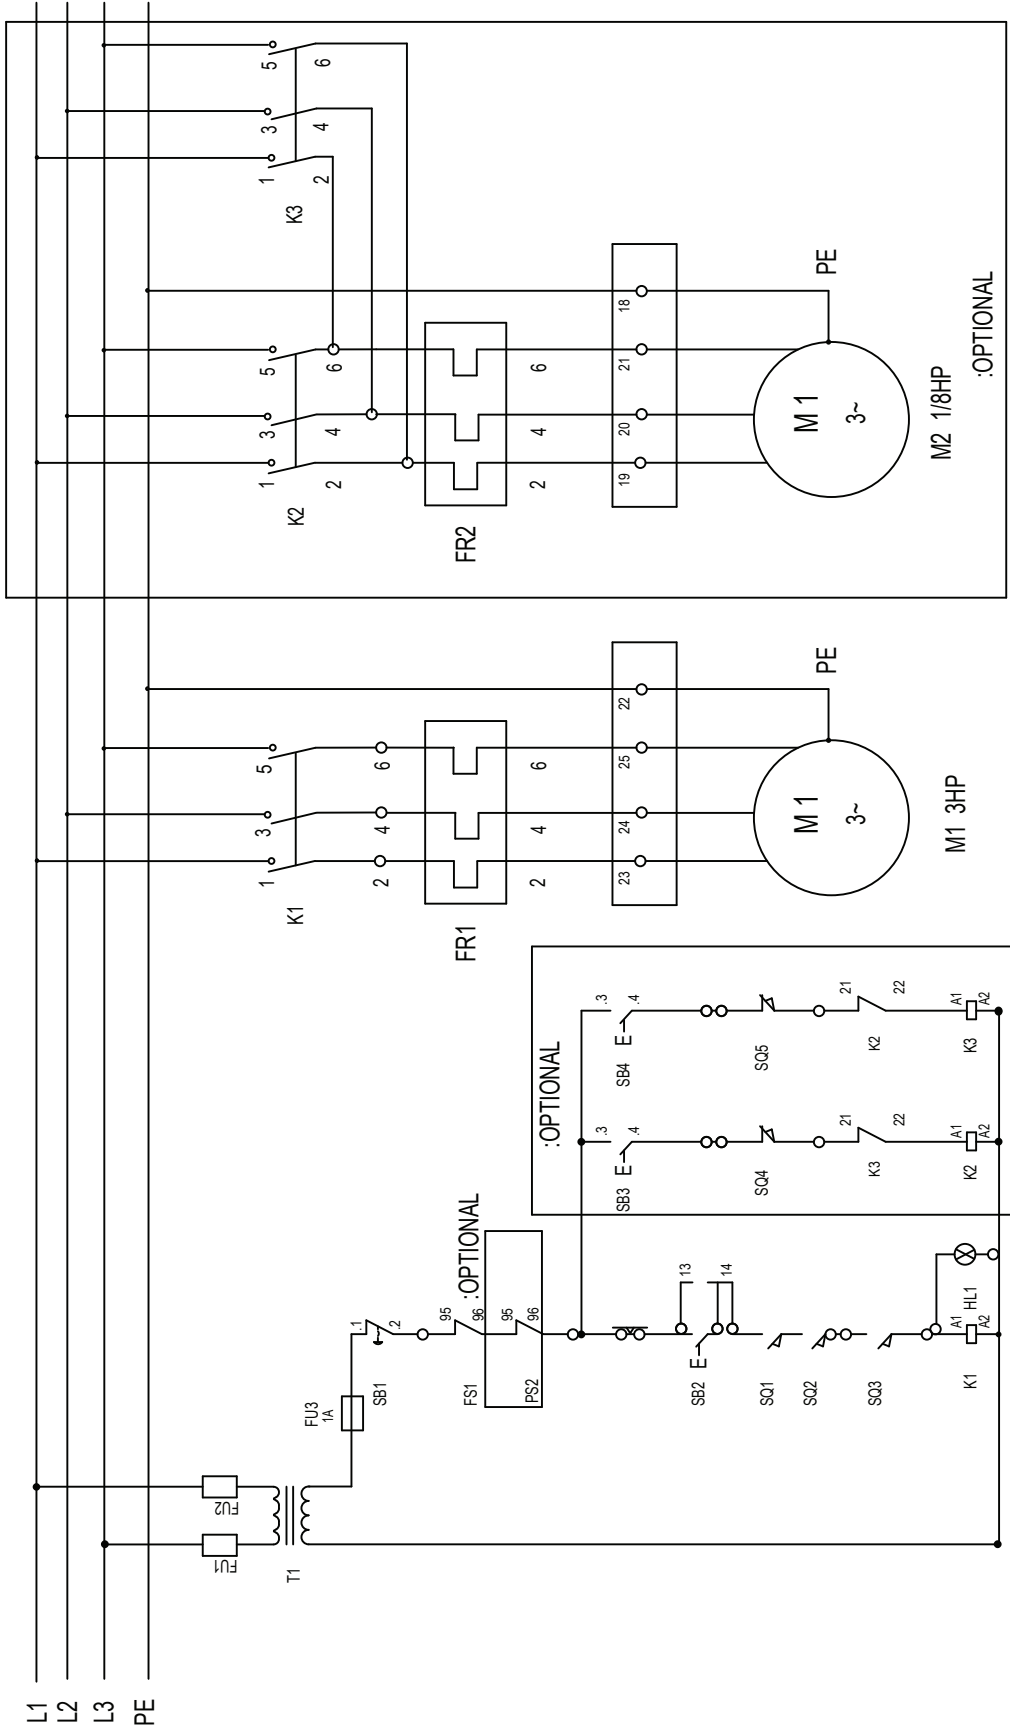 L1
L2
L3
PE
FU1
FU2
T1
FU3
1A
SB1
.1
.2
FS1
95
96
:OPTIONAL
PS2
95
96
SB2
13
14
SQ1
SQ2
SQ3
HL1
K1
A1
A2
:OPTIONAL
SB3
.3
.4
SQ4
K3
21
22
K2
A1
A2
SB4
.3
.4
SQ5
K2
21
22
K3
A1
A2
K1
1
3
5
2
4
6
FR1
2
4
6
23
24
25
22
M 1
3~
PE
M1 3HP
K2
1
3
5
2
4
6
K3
1
3
5
2
4
6
FR2
2
4
6
19
20
21
18
M 1
3~
PE
M2 1/8HP
:OPTIONAL